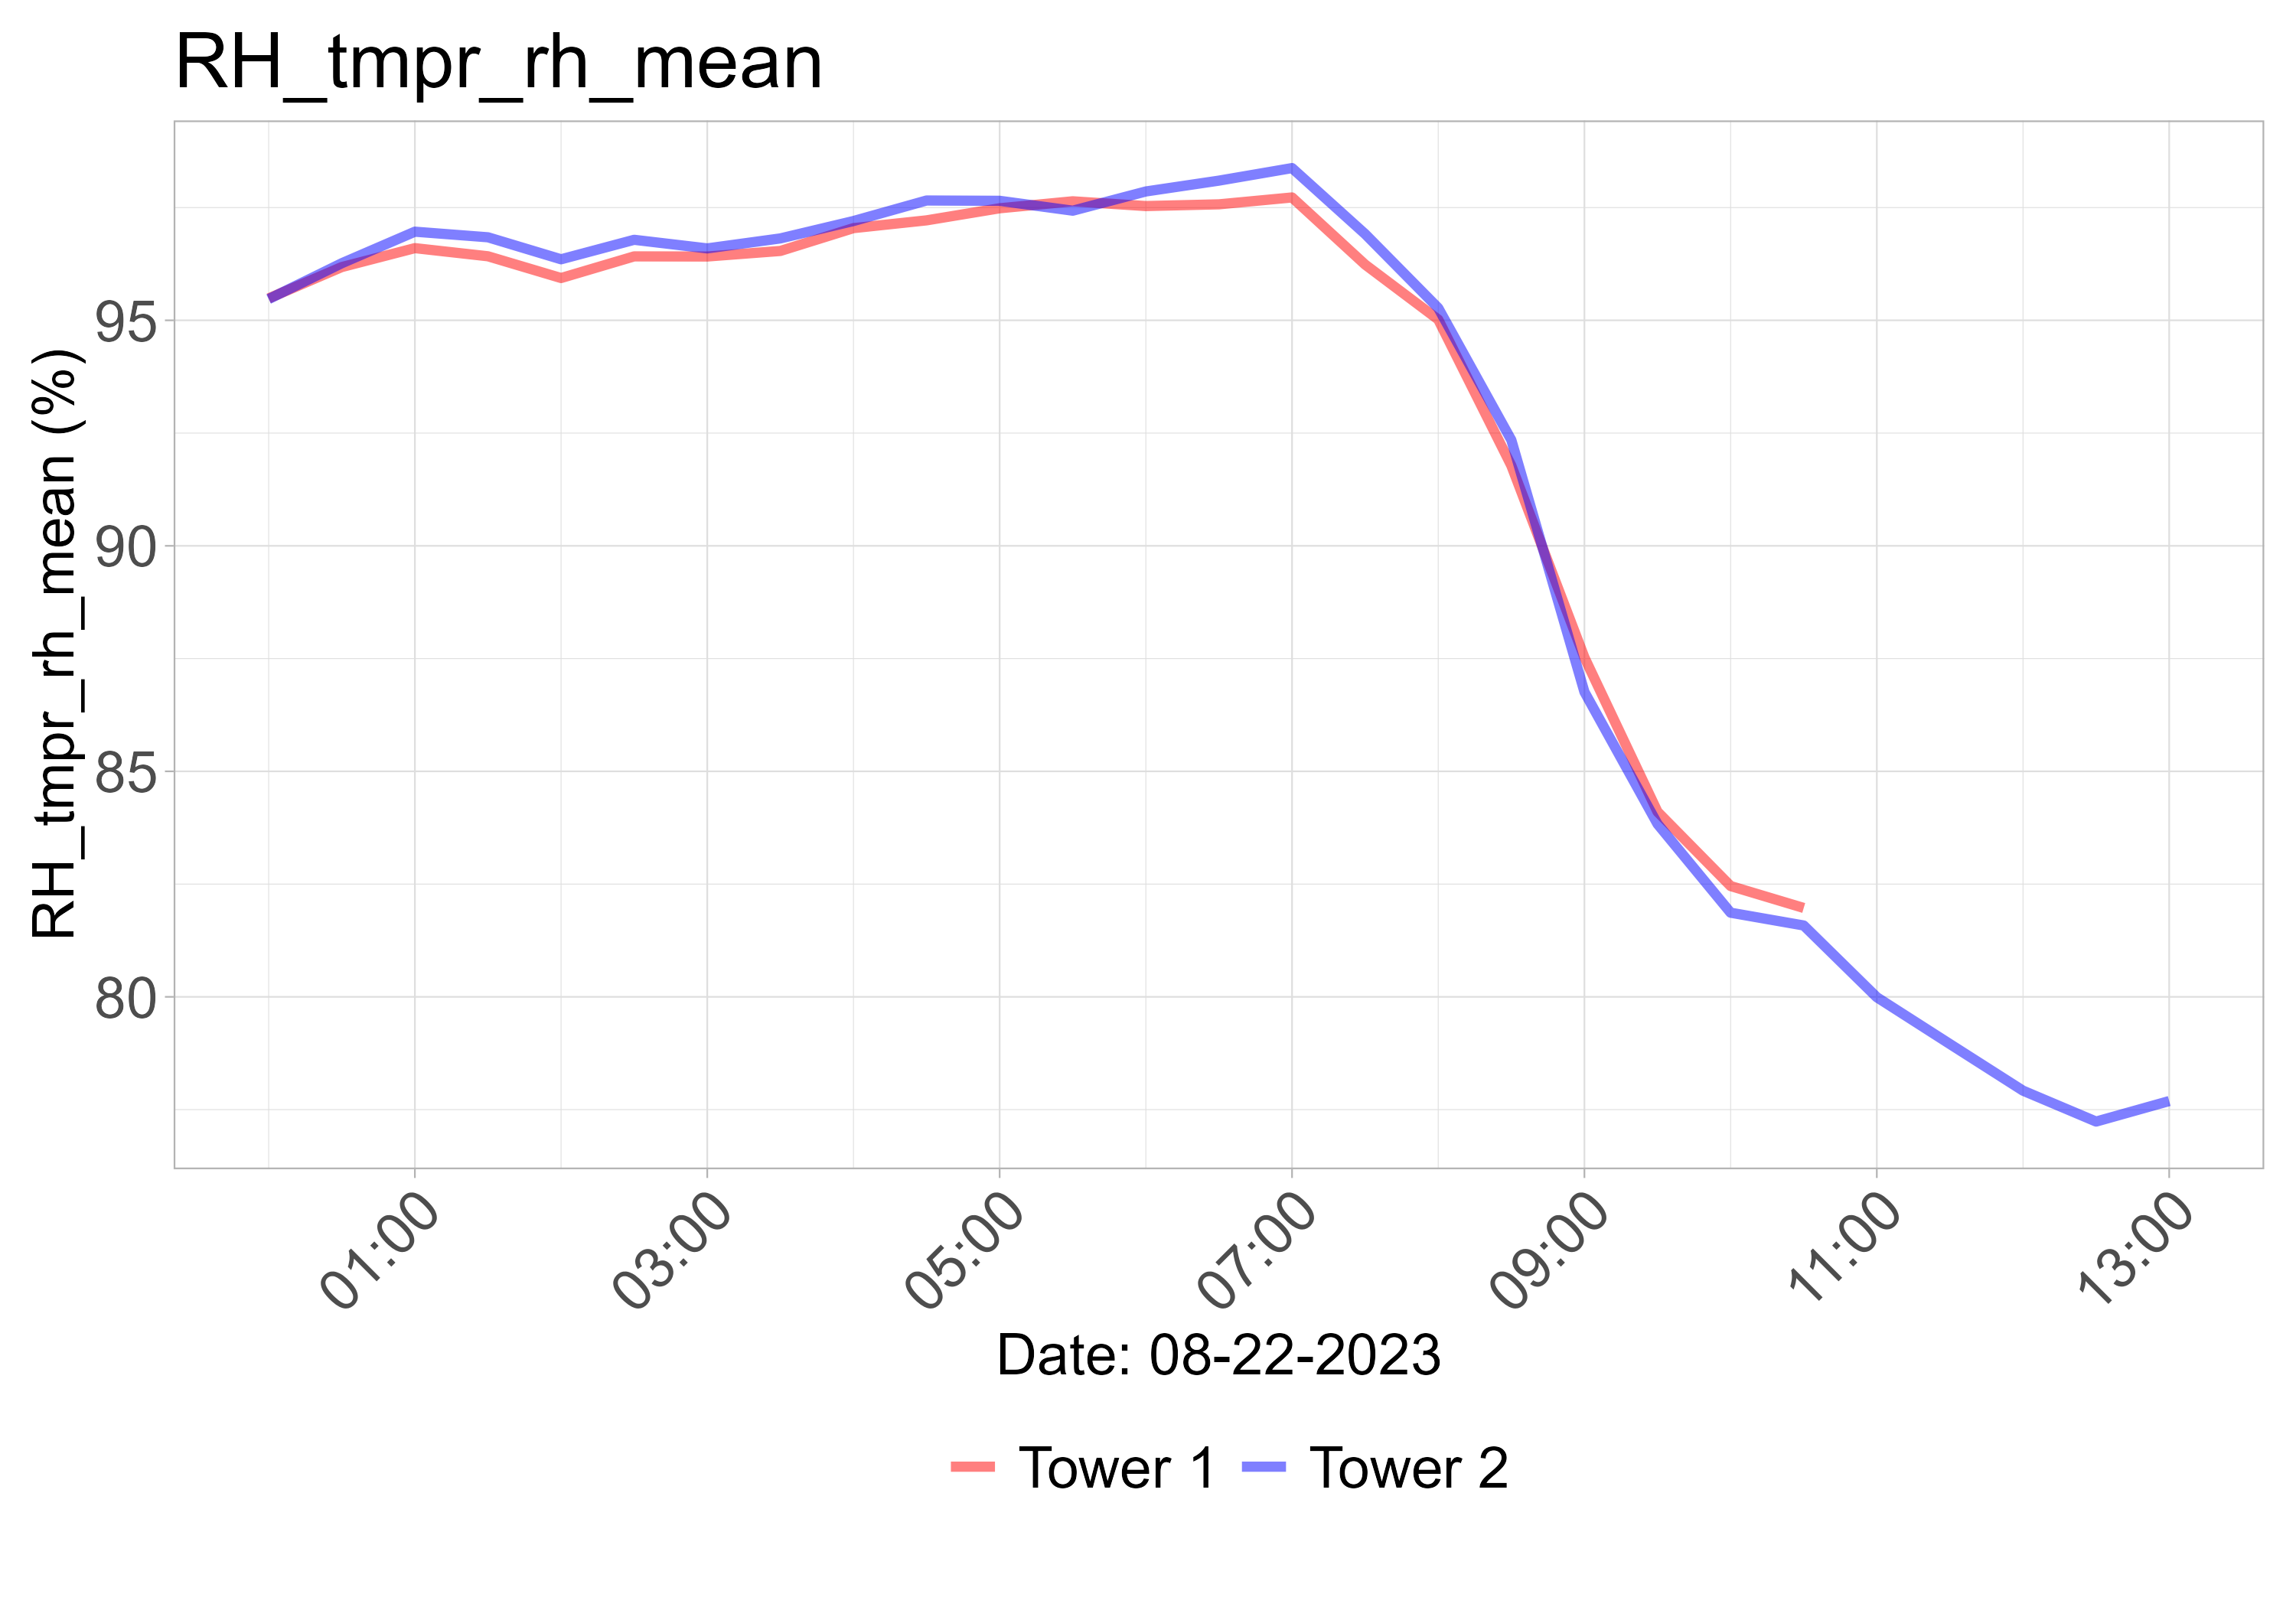 RH_tmpr_rh_mean
RH_tmpr_rh_mean (%)
95
90
85
80
01:00
03:00
05:00
07:00
09:00
11:00
13:00
Date: 08-22-2023
Tower 1
Tower 2